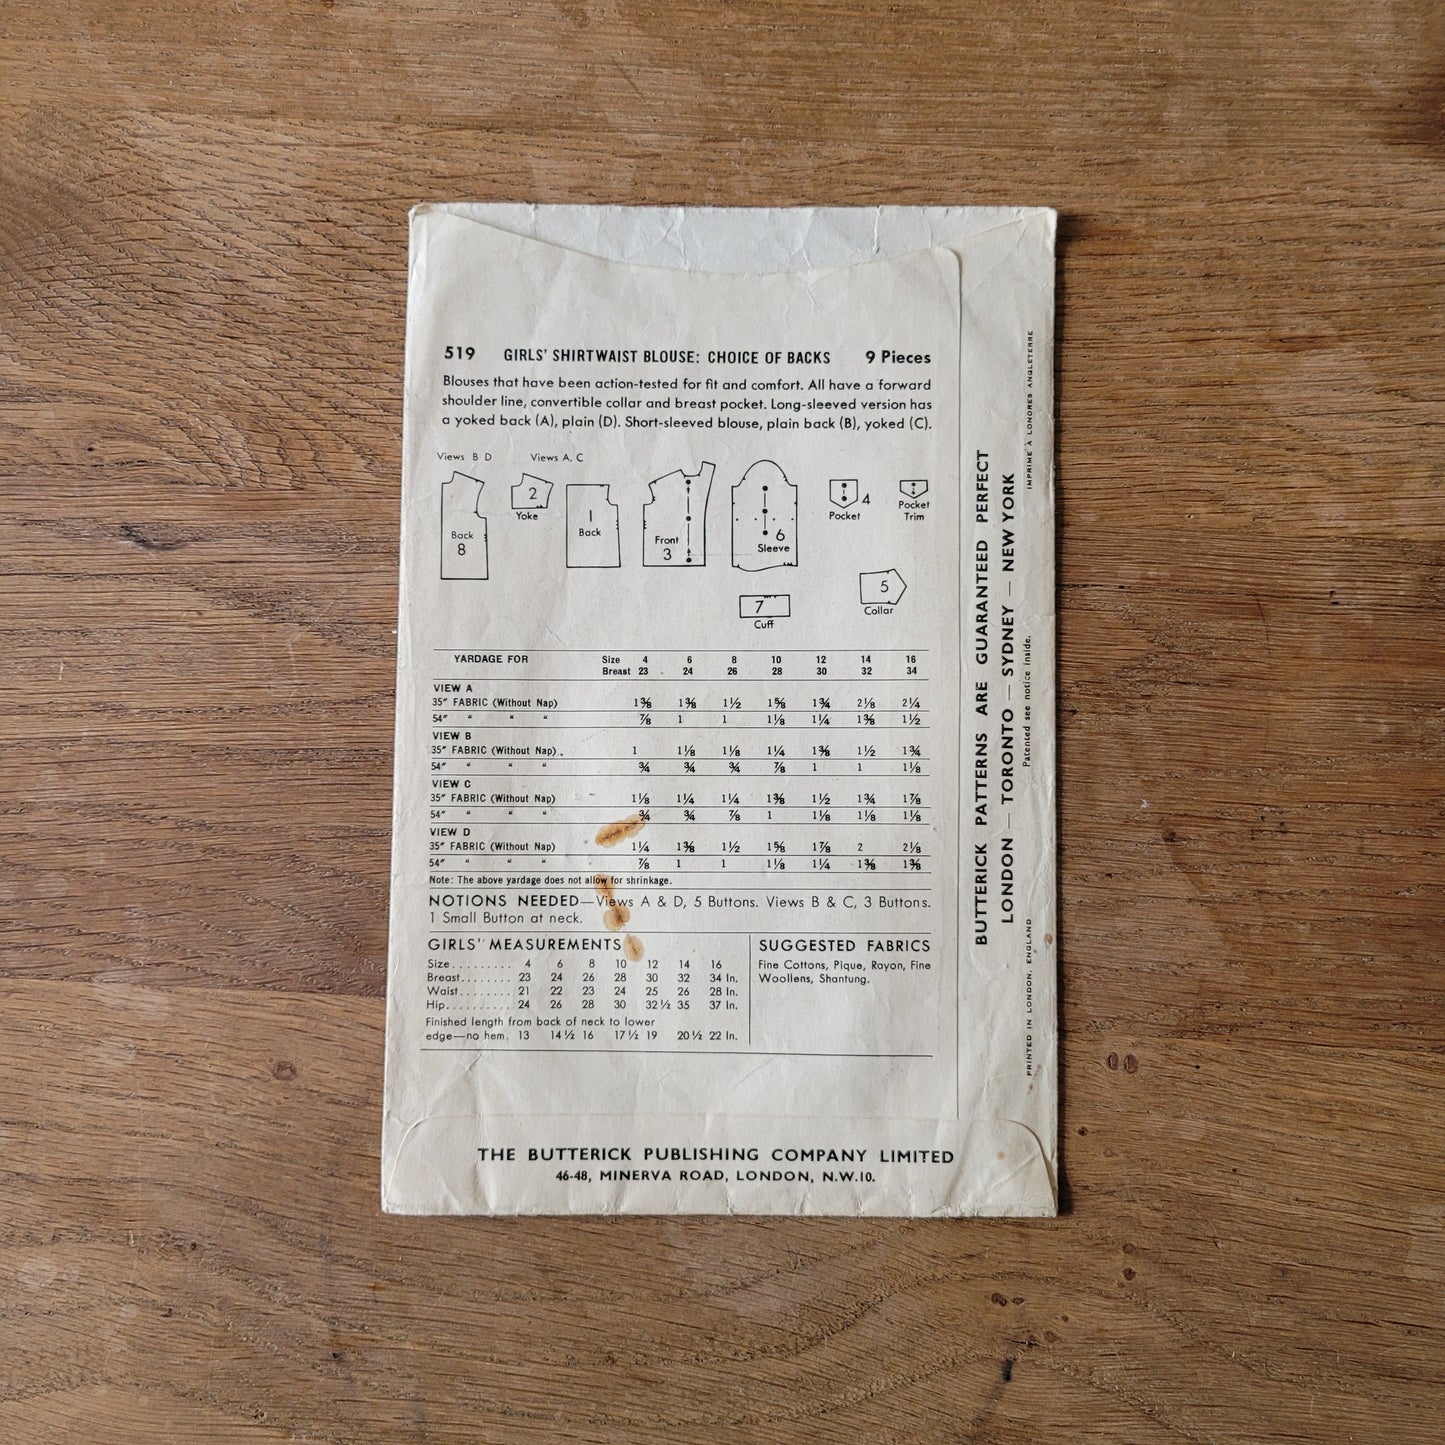 519 GIRLS' SHIRTWAIST BLOUSE: CHOICE OF BACKS 9 Pieces
Blouses that have been action-tested for fit and comfort. All have a forward
shoulder line, convertible collar and breast pocket. Long-sleeved version has
a yoked back (A), plain (D). Short-sleeved blouse, plain back (B), yoked (C).
Views B D Views A, C
Back
8
2
Yoke
1
Back
Front
3
6
Sleeve
4
Pocket
Pocket
Trim
5
Collar
7
Cuff
YARDAGE FOR Size 4 6 8 10 12 14 16
Breast 23 24 26 28 30 32 34
VIEW A
35" FABRIC (Without Nap) 1⅜ 1⅜ 1½ 1⅝ 1¾ 2⅛ 2¼
54" " " " ⅞ 1 1 1⅛ 1¼ 1⅜ 1½
VIEW B
35" FABRIC (Without Nap) 1 1⅛ 1⅛ 1¼ 1⅜ 1½ 1¾
54" " " " ¾ ¾ ¾ ⅞ 1 1 1⅛
VIEW C
35" FABRIC (Without Nap) 1⅛ 1¼ 1¼ 1⅜ 1½ 1¾ 1⅞
54" " " " ¾ ¾ ⅞ 1 1⅛ 1⅛ 1⅛
VIEW D
35" FABRIC (Without Nap) 1¼ 1⅜ 1½ 1⅝ 1⅞ 2 2⅛
54" " " " ⅞ 1 1 1⅛ 1¼ 1⅜ 1⅜
Note: The above yardage does not allow for shrinkage.
NOTIONS NEEDED—Views A & D, 5 Buttons. Views B & C, 3 Buttons.
1 Small Button at neck.
GIRLS' MEASUREMENTS
Size......... 4 6 8 10 12 14 16
Breast........ 23 24 26 28 30 32 34 In.
Waist........ 21 22 23 24 25 26 28 In.
Hip.......... 24 26 28 30 32½ 35 37 In.
Finished length from back of neck to lower
edge—no hem. 13 14½ 16 17½ 19 20½ 22 In.
SUGGESTED FABRICS
Fine Cottons, Pique, Rayon, Fine
Woollens, Shantung.
THE BUTTERICK PUBLISHING COMPANY LIMITED
46-48, MINERVA ROAD, LONDON, N.W.10.
BUTTERICK PATTERNS ARE GUARANTEED PERFECT
LONDON — TORONTO — SYDNEY — NEW YORK
Patented see notice inside.
PRINTED IN LONDON, ENGLAND
IMPRIMÉ A LONDRES ANGLETERRE